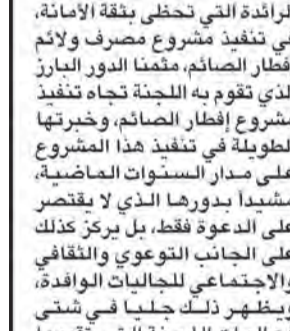 الرائدة التي تحظى بثقة الأمانة،
في تنفيذ مشروع مصرف ولائم
إفطار الصائم، مثمنا الدور البارز
الذي تقوم به اللجنة تجاه تنفيذ
مشروع إفطار الصائم، وخبرتها
الطويلة في تنفيذ هذا المشروع
على مدار السنوات الماضية،
مشيداً بدورها الذي لا يقتصر
على الدعوة فقط، بل يركز كذلك
على الجانب التوعوي والثقافي
والاجتماعي للجاليات الوافدة،
ويظهر ذلك جليا في شتى